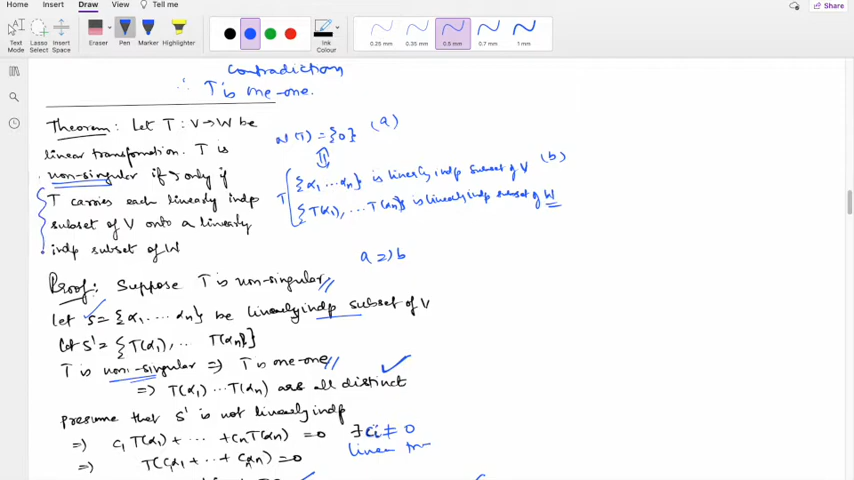 Home Insert Draw View Tell me
Share
Text Mode
Lasso Select
Insert Space
Eraser
Pen
Marker
Highlighter
Ink Colour
0.25 mm
0.35 mm
0.5 mm
0.7 mm
1 mm
Contradiction
∴ T is one-one.
Theorem: Let T : V→W be
linear transfomation. T is
non-singular if & only if
T carries each linearly indp
subset of V onto a linearly
indp subset of W
N(T) = {0} (a)
⇕
T
{α1 ... αn} is linearly indp subset of V (b)
{T(α1), ... T(αn)} is linearly indp subset of W
a ⇒ b
Proof: Suppose T is non-singular
let S = {α1 ... αn} be linearly indp subset of V
let S' = {T(α1), .. T(αn)}
T is non-singular ⇒ T is one-one
⇒ T(α1) ... T(αn) are all distinct
Presume that S' is not linearly indp
⇒ c1 T(α1) + ... + cn T(αn) = 0 ∃ ci ≠ 0
linear
⇒ T(c1α1 + .. + cnαn) = 0